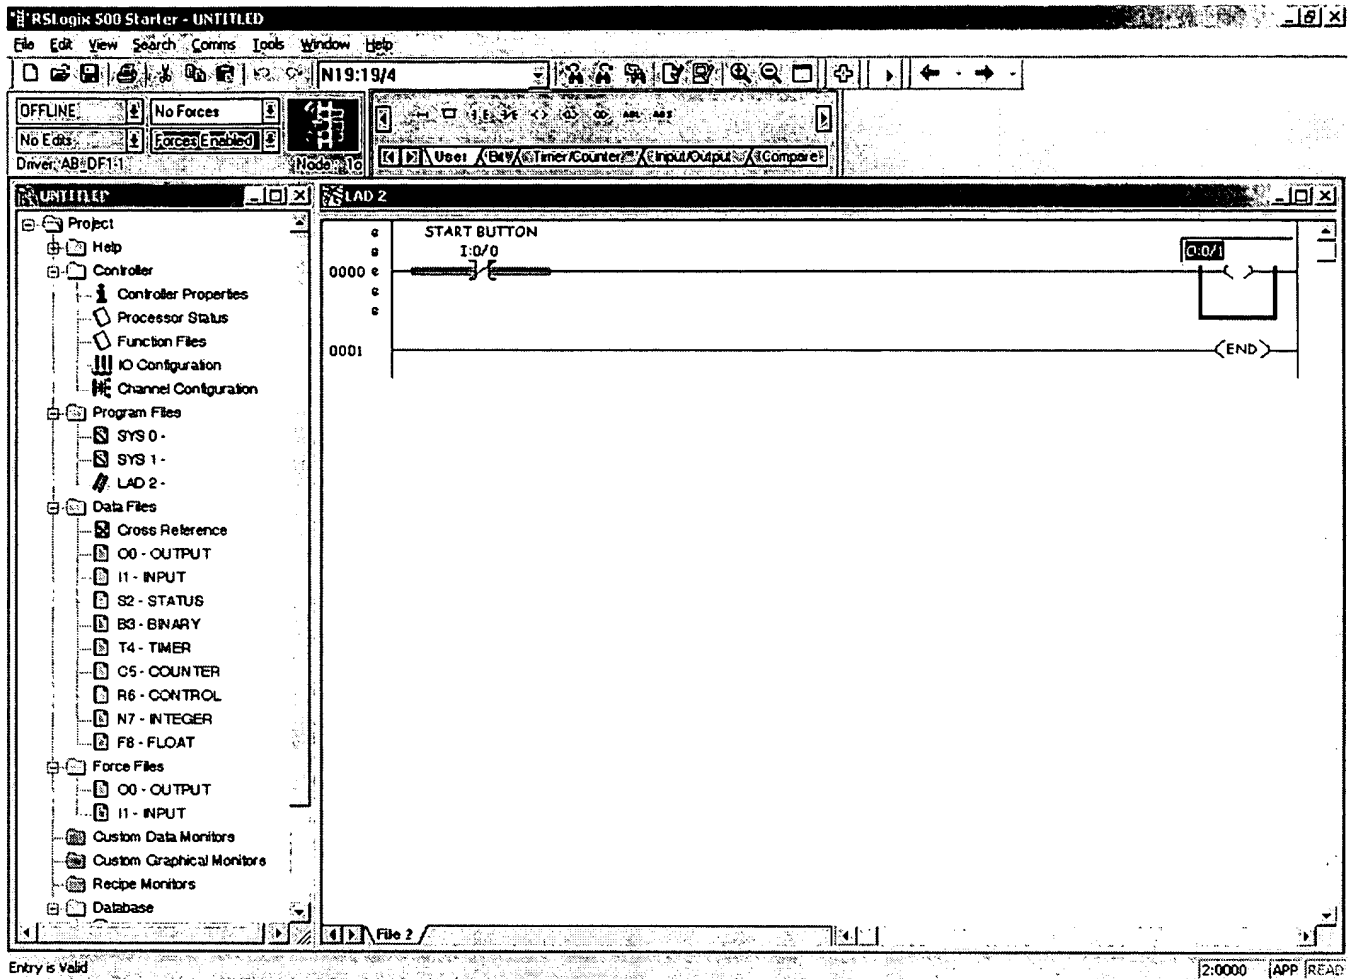 RSLogix 500 Starter - UNTITLED
File Edit View Search Comms Tools Window Help
N19:19/4
OFFLINE No Forces
No Edits Forces Enabled
Driver: AB_DF1-1 Node: 1o
User Bit Timer/Counter Input/Output Compare
UNTITLED
Project
Help
Controller
Controller Properties
Processor Status
Function Files
IO Configuration
Channel Configuration
Program Files
SYS 0 -
SYS 1 -
LAD 2 -
Data Files
Cross Reference
O0 - OUTPUT
I1 - INPUT
S2 - STATUS
B3 - BINARY
T4 - TIMER
C5 - COUNTER
R6 - CONTROL
N7 - INTEGER
F8 - FLOAT
Force Files
O0 - OUTPUT
I1 - INPUT
Custom Data Monitors
Custom Graphical Monitors
Recipe Monitors
Database
LAD 2
e
START BUTTON
e
I:0/0
O:0/1
0000 e
e
e
0001
END
File 2
Entry is Valid
2:0000 APP READ